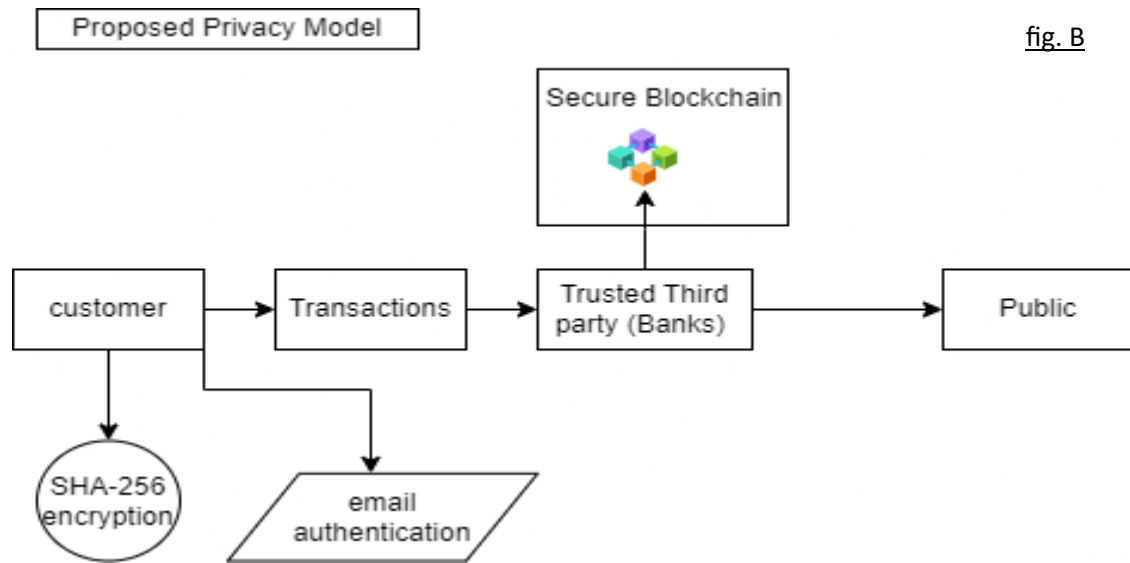 Proposed Privacy Model
fig. B
Secure Blockchain
customer
Transactions
Trusted Third
party (Banks)
Public
SHA-256
encryption
email
authentication